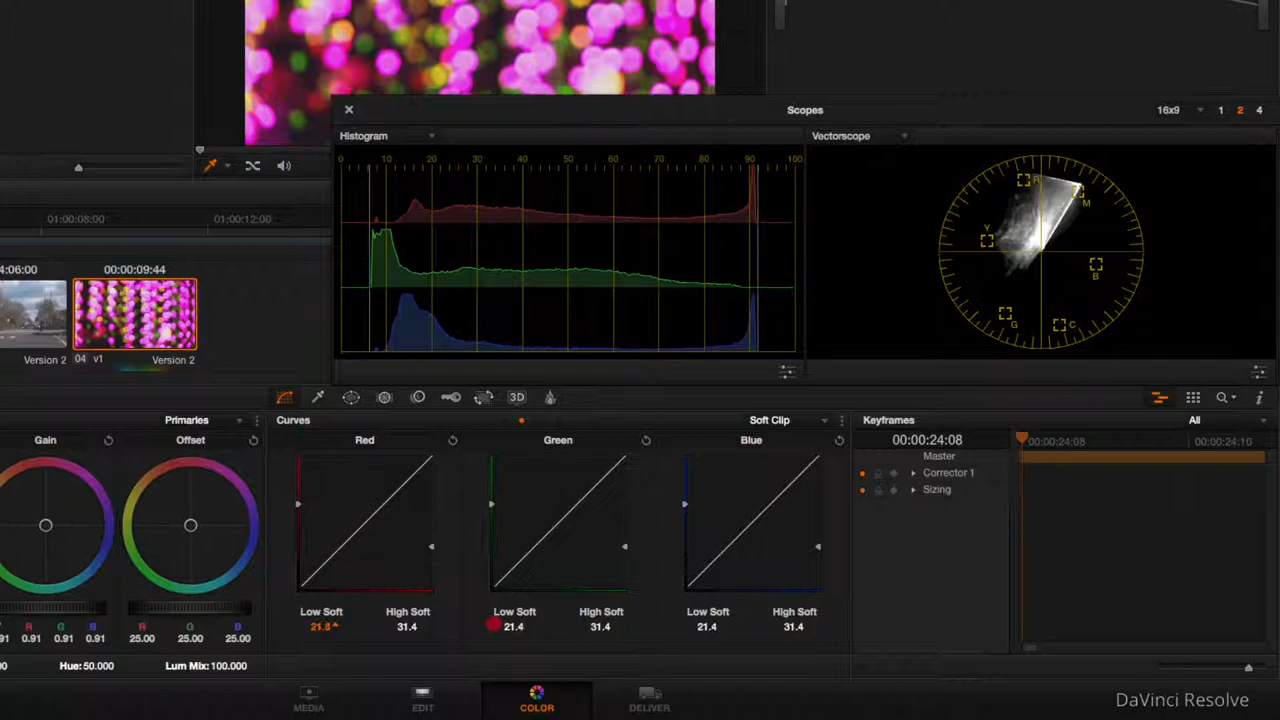 Scopes
16x9
1
2
4
Histogram
Vectorscope
0 10 20 30 40 50 60 70 80 90 100
R
M
Y
B
G
C
01:00:08:00
01:00:12:00
4:06:00
00:00:09:44
Version 2
04 v1
Version 2
3D
Primaries
Curves
Soft Clip
Keyframes
All
Gain
Offset
Red
Green
Blue
00:00:24:08
00:00:24:08
00:00:24:10
Master
Corrector 1
Sizing
Low Soft
High Soft
Low Soft
High Soft
Low Soft
High Soft
31.4
21.4
31.4
21.4
31.4
R G B
R G B
91 0.91 0.91 0.91
25.00 25.00 25.00
00
Hue: 50.000
Lum Mix: 100.000
MEDIA
EDIT
COLOR
DELIVER
DaVinci Resolve